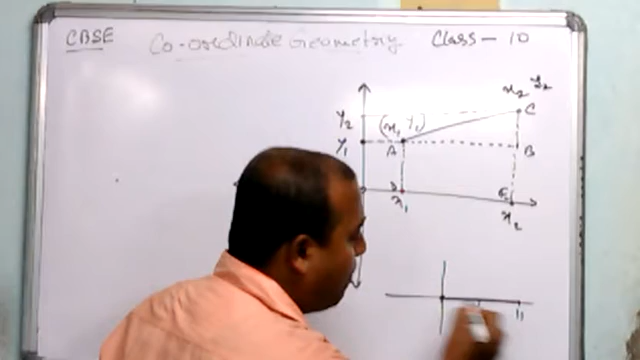 CBSE Co-ordinate Geometry Class - 10
x₂ y₂
y₂ (x₁ y₁) C
y₁ A B
x₁ x₂